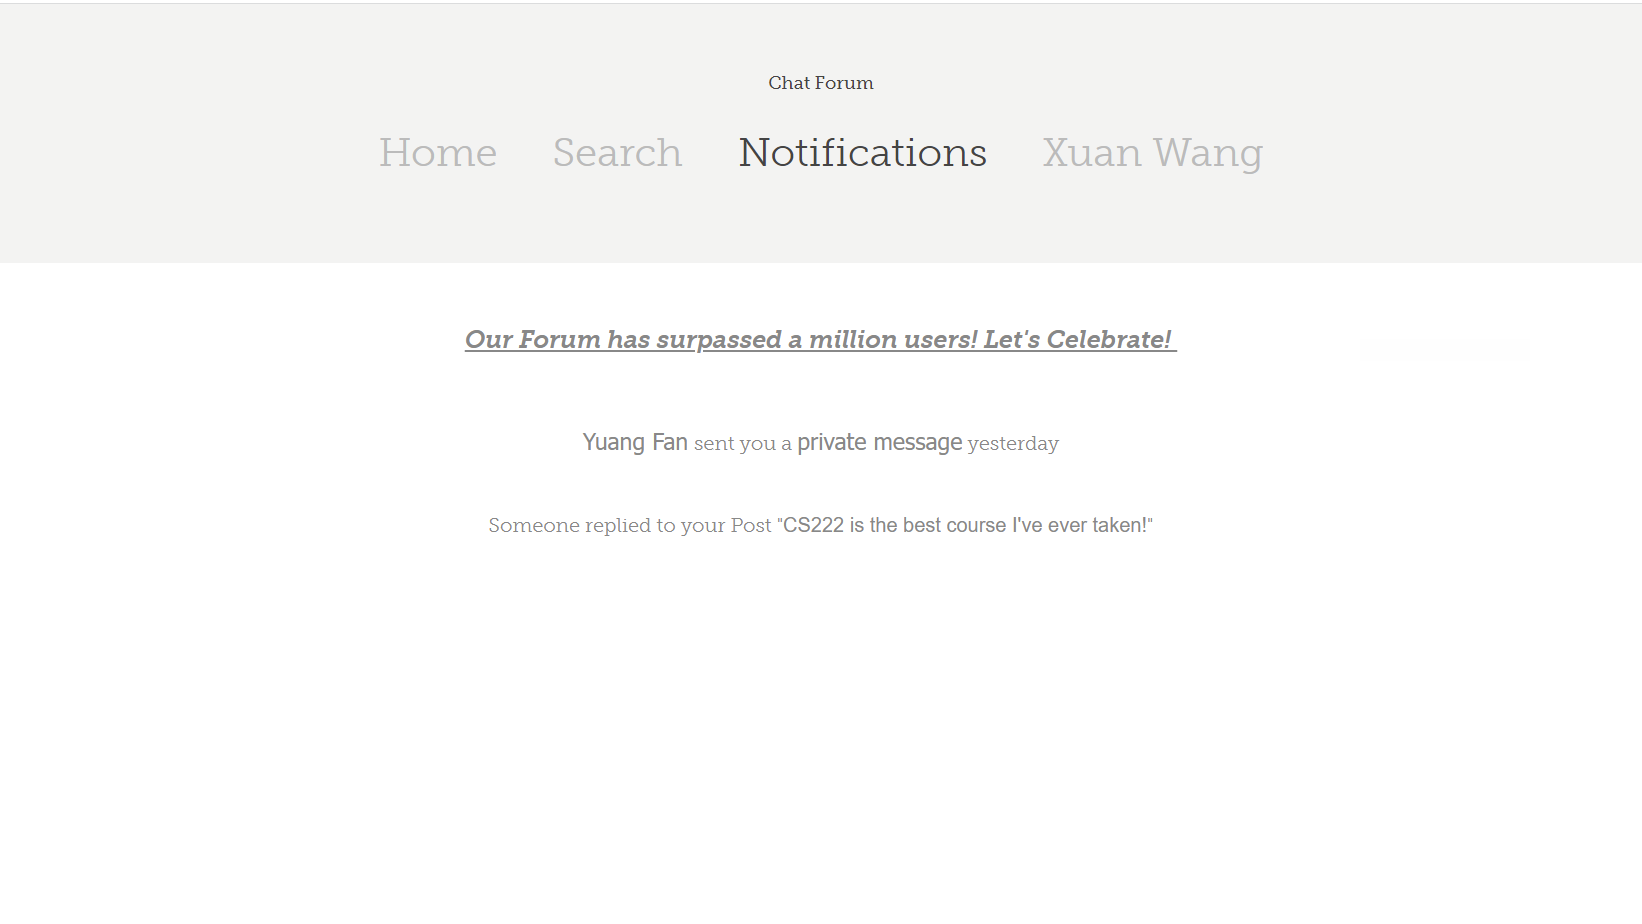 Chat Forum
Home Search Notifications Xuan Wang
Our Forum has surpassed a million users! Let's Celebrate!
Yuang Fan sent you a private message yesterday
Someone replied to your Post "CS222 is the best course I've ever taken!"